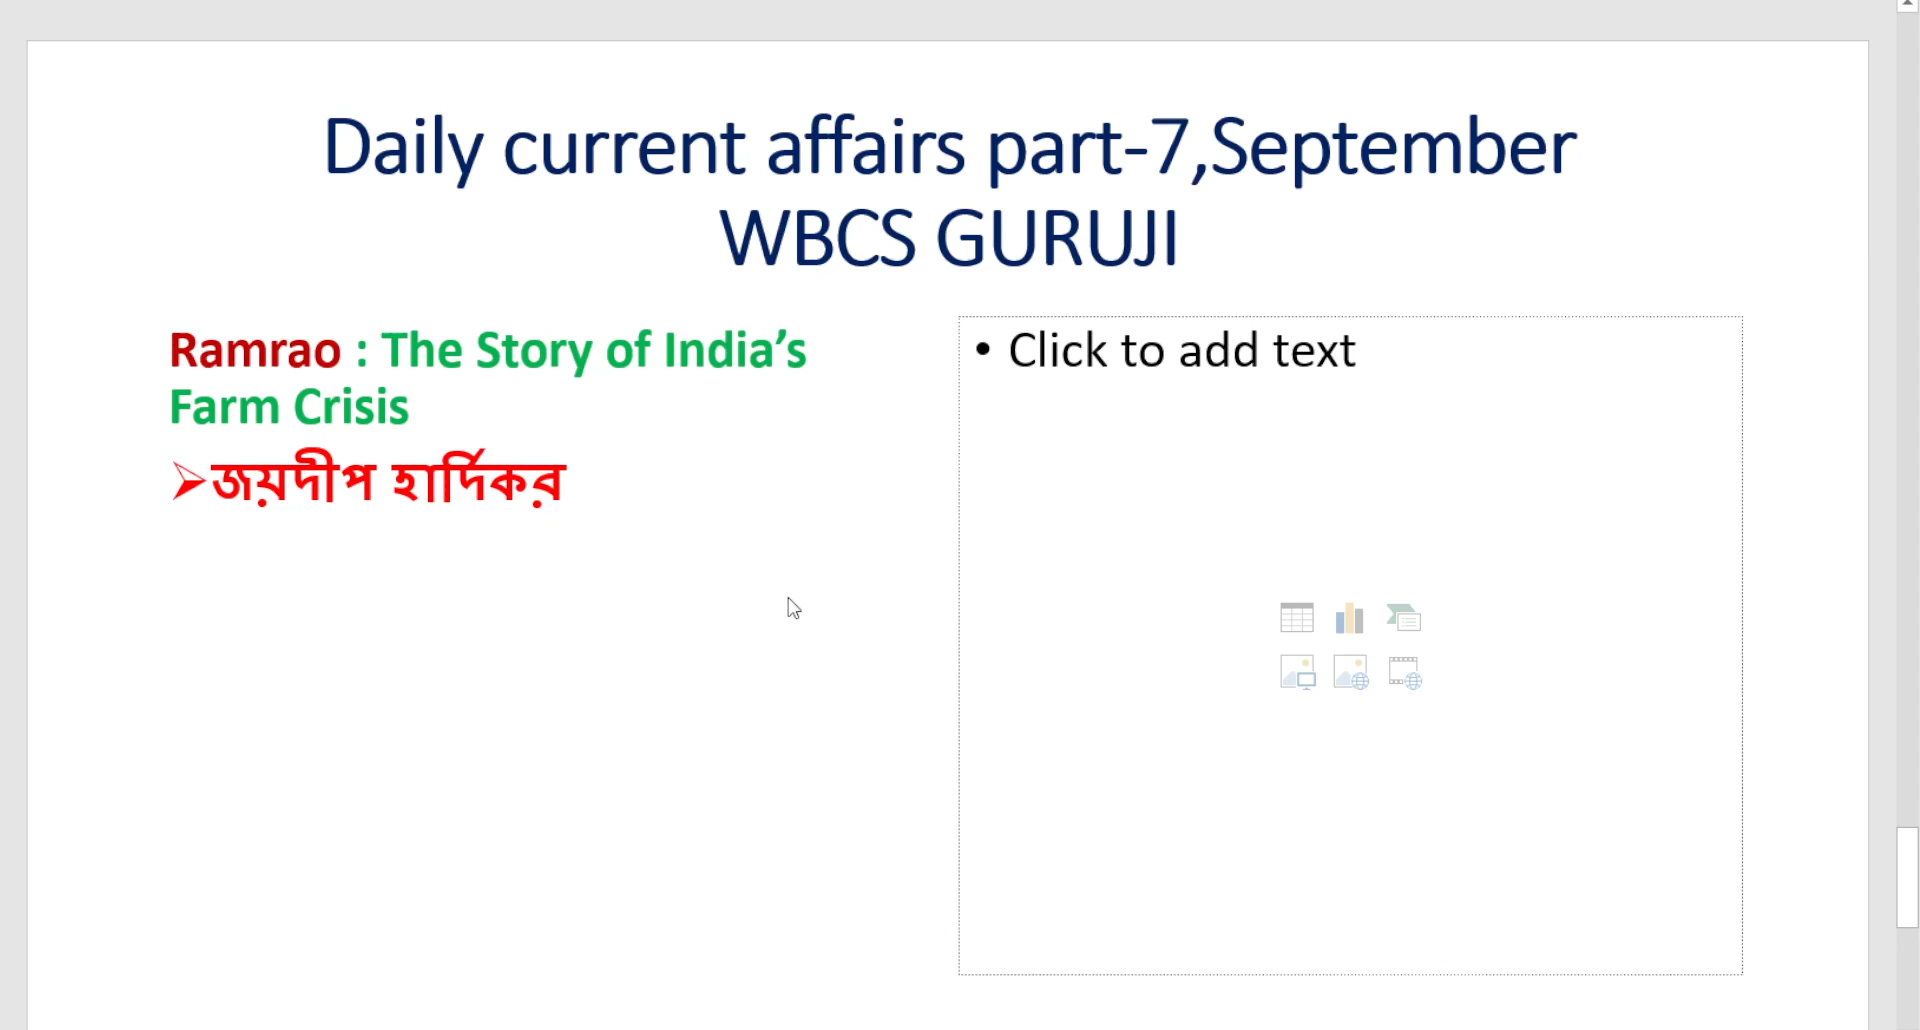 Daily current affairs part-7,September
WBCS GURUJI
Ramrao : The Story of India’s
Farm Crisis
➢জয়দীপ হার্দিকর
• Click to add text